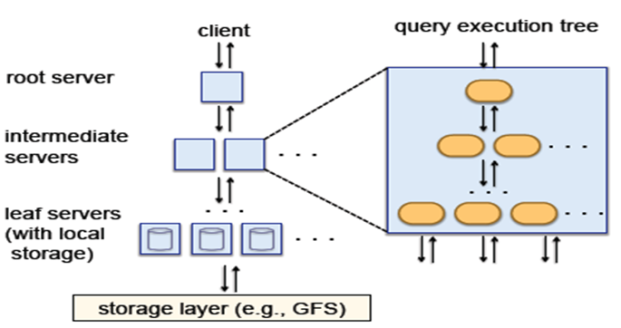 client
query execution tree
root server
intermediate
servers
. . .
. . .
. . .
. . .
leaf servers
(with local
storage)
. . .
. . .
storage layer (e.g., GFS)